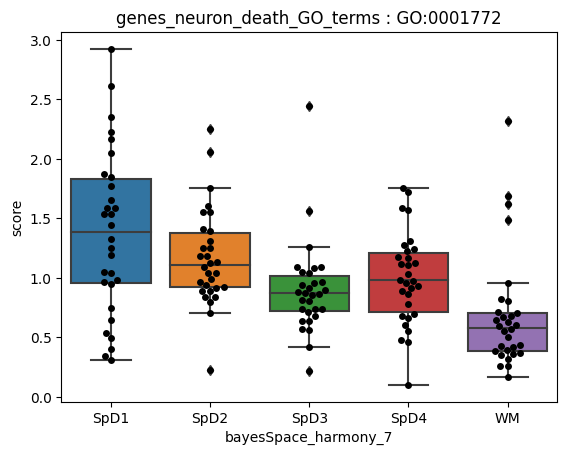 genes_neuron_death_GO_terms : GO:0001772
score
3.0
2.5
2.0
1.5
1.0
0.5
0.0
SpD1 SpD2 SpD3 SpD4 WM
bayesSpace_harmony_7